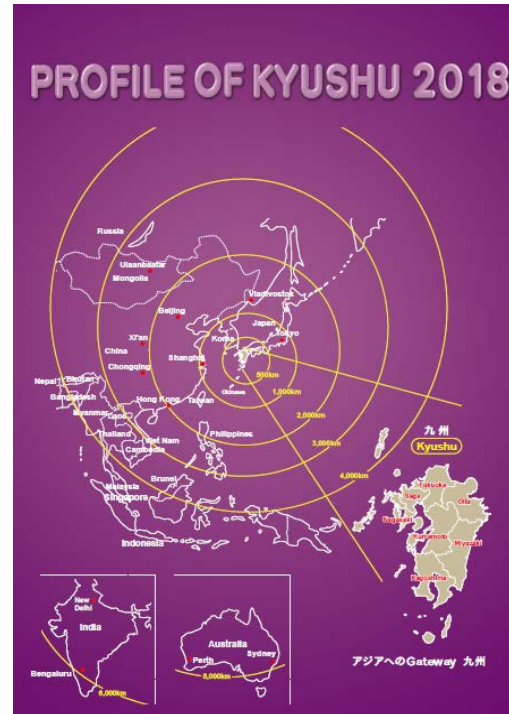 PROFILE OF KYUSHU 2018
Russia
Ulaanbaatar
Mongolia
Vladivostok
Beijing
Japan
Tokyo
Korea
Xi'an
China
Shanghai
500km
Chongqing
Okinawa
1,000km
Nepal
Bhutan
Bangladesh
Hong Kong
Taiwan
2,000km
Myanmar
Laos
Thailand
Viet Nam
Cambodia
Philippines
3,000km
4,000km
Malaysia
Brunei
Singapore
Indonesia
九州
Kyushu
Fukuoka
Saga
Oita
Nagasaki
Kumamoto
Miyazaki
Kagoshima
アジアへのGateway 九州
New
Delhi
India
Bengaluru
6,000km
Australia
Perth
Sydney
8,000km